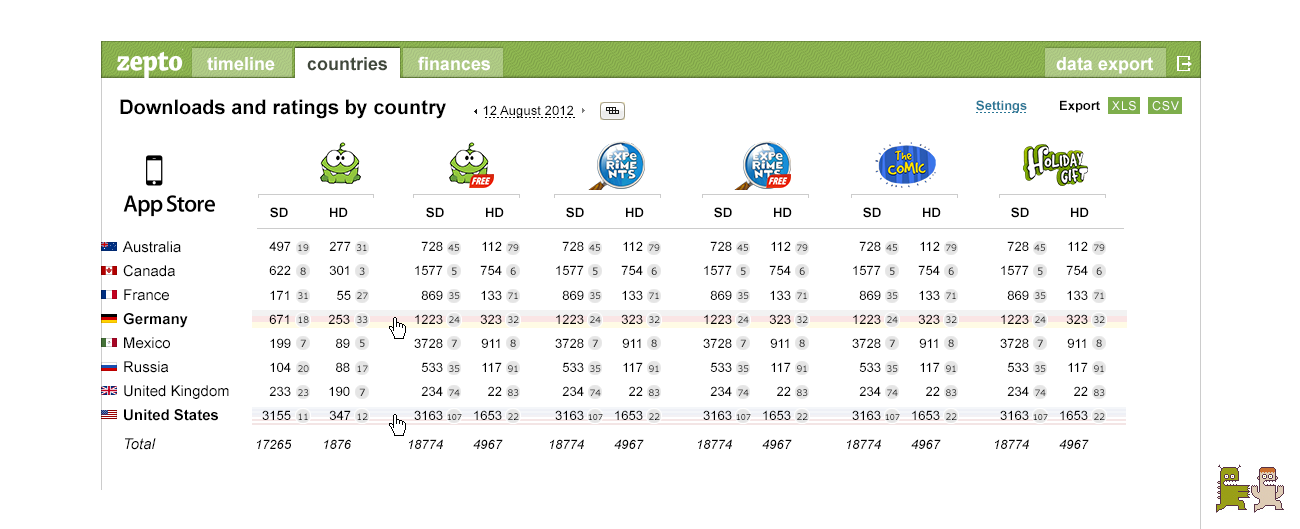 zepto timeline countries finances data export
Downloads and ratings by country 12 August 2012 Settings Export XLS CSV
EXPERIMENTS EXPERIMENTS The COMIC HOLIDAY GIFT
FREE FREE
App Store
SD HD SD HD SD HD SD HD SD HD SD HD
Australia 497 19 277 31 728 45 112 79 728 45 112 79 728 45 112 79 728 45 112 79 728 45 112 79
Canada 622 8 301 3 1577 5 754 6 1577 5 754 6 1577 5 754 6 1577 5 754 6 1577 5 754 6
France 171 31 55 27 869 35 133 71 869 35 133 71 869 35 133 71 869 35 133 71 869 35 133 71
Germany 671 18 253 33 1223 24 323 32 1223 24 323 32 1223 24 323 32 1223 24 323 32 1223 24 323 32
Mexico 199 7 89 5 3728 7 911 8 3728 7 911 8 3728 7 911 8 3728 7 911 8 3728 7 911 8
Russia 104 20 88 17 533 35 117 91 533 35 117 91 533 35 117 91 533 35 117 91 533 35 117 91
United Kingdom 233 23 190 7 234 74 22 83 234 74 22 83 234 74 22 83 234 74 22 83 234 74 22 83
United States 3155 11 347 12 3163 107 1653 22 3163 107 1653 22 3163 107 1653 22 3163 107 1653 22 3163 107 1653 22
Total 17265 1876 18774 4967 18774 4967 18774 4967 18774 4967 18774 4967